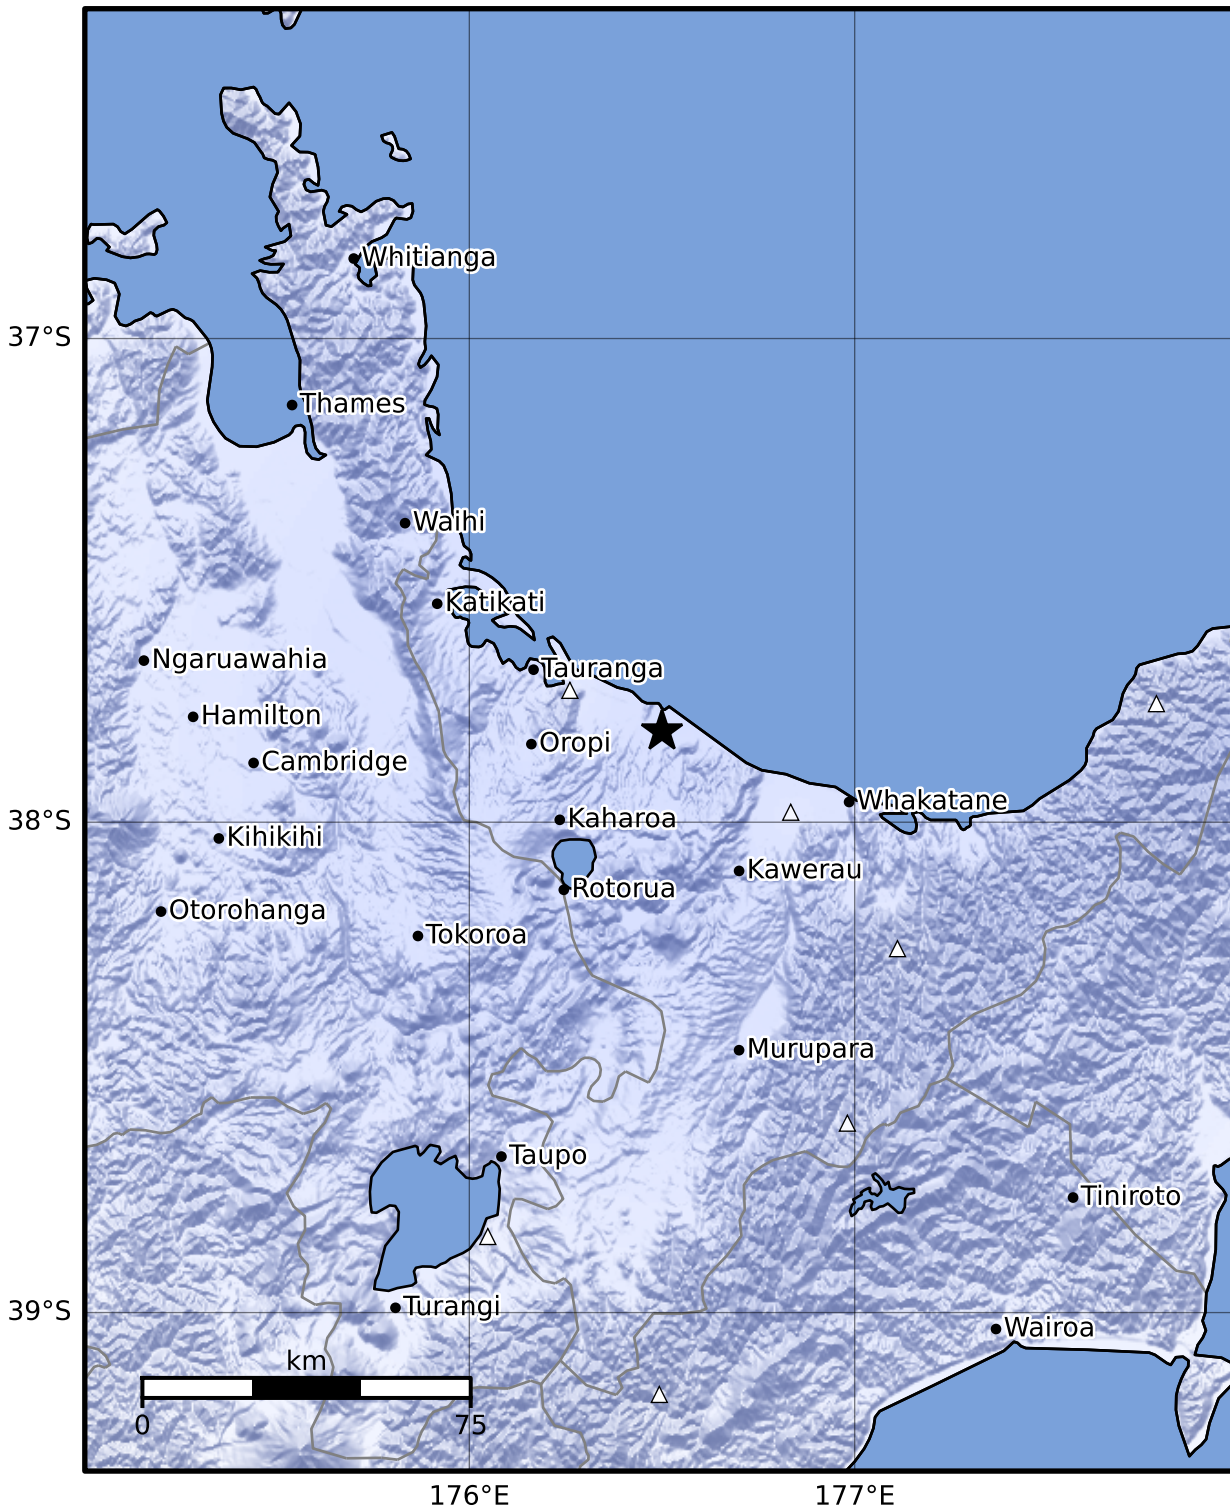 Whitianga
37°S
Thames
Waihi
Katikati
Ngaruawahia
Tauranga
Hamilton
Oropi
Cambridge
Whakatane
38°S
Kaharoa
Kihikihi
Kawerau
Rotorua
Otorohanga
Tokoroa
Murupara
Taupo
Tiniroto
39°S
Turangi
Wairoa
km
0
75
176°E
177°E